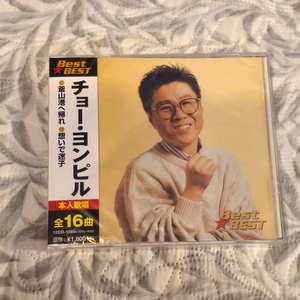 Best★BEST
チョー・ヨンピル
●釜山港へ帰れ
●想いで迷子
本人歌唱
全16曲
Best
★BEST